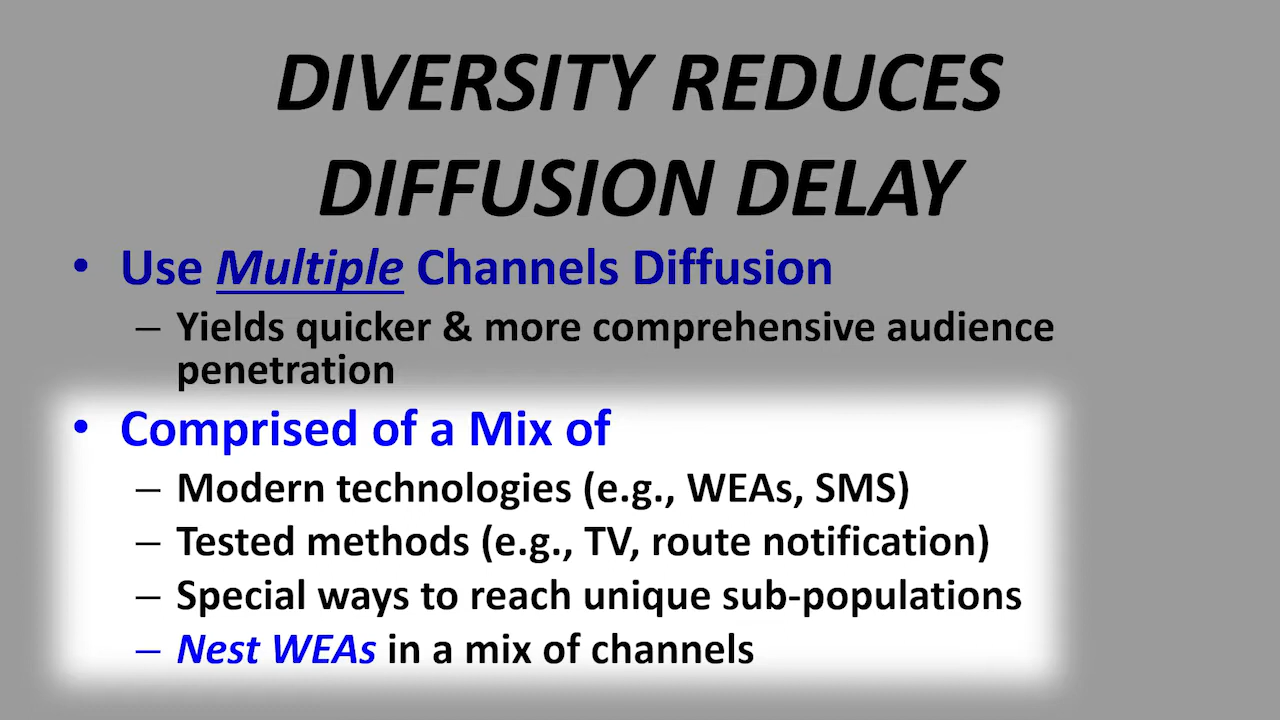 DIVERSITY REDUCES
DIFFUSION DELAY
• Use Multiple Channels Diffusion
– Yields quicker & more comprehensive audience
penetration
• Comprised of a Mix of
– Modern technologies (e.g., WEAs, SMS)
– Tested methods (e.g., TV, route notification)
– Special ways to reach unique sub-populations
– Nest WEAs in a mix of channels